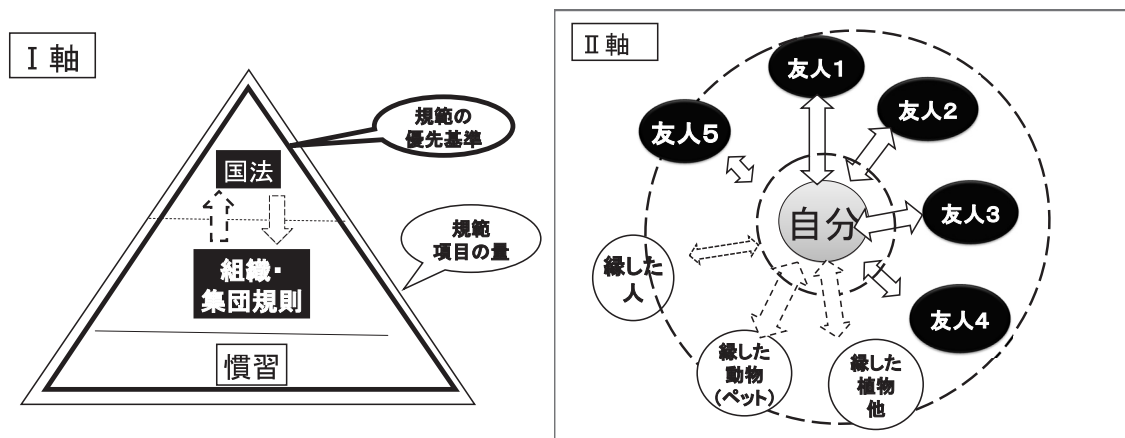 Ⅰ軸
規範の
優先基準
国法
規範
項目の量
組織・
集団規則
慣習
Ⅱ軸
友人1
友人2
友人5
自分
友人3
縁した
人
友人4
縁した
動物
(ペット)
縁した
植物
他